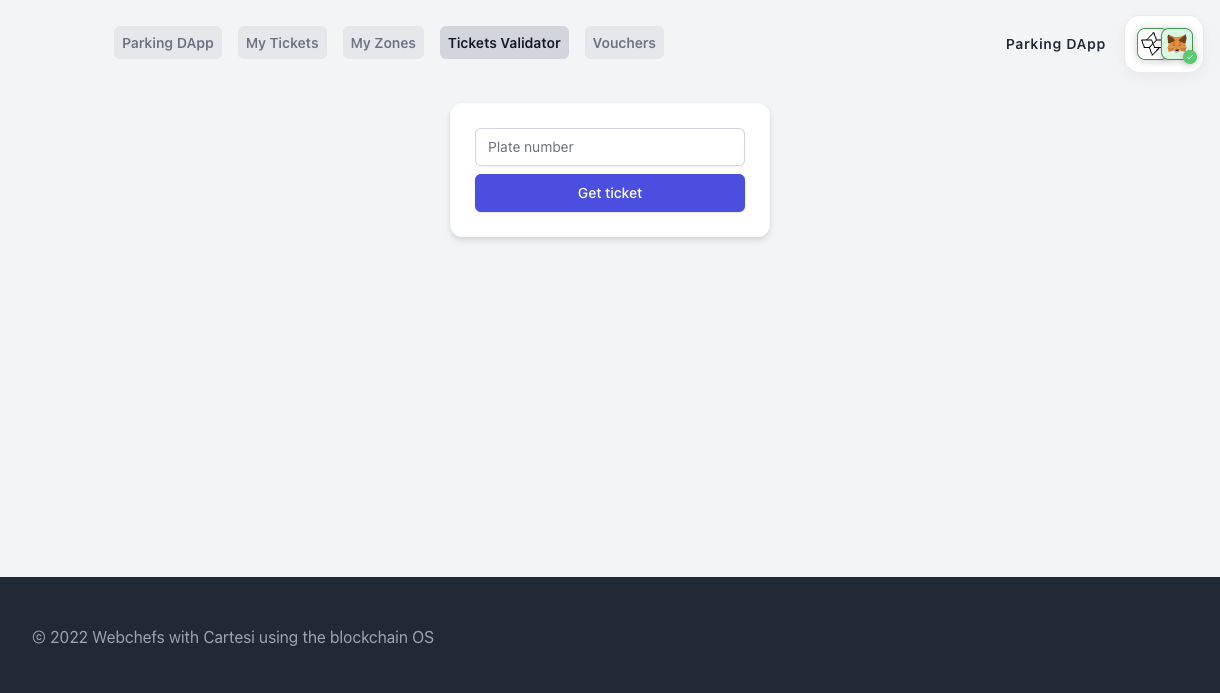 Parking DApp
My Tickets
My Zones
Tickets Validator
Vouchers
Parking DApp
Plate number
Get ticket
© 2022 Webchefs with Cartesi using the blockchain OS